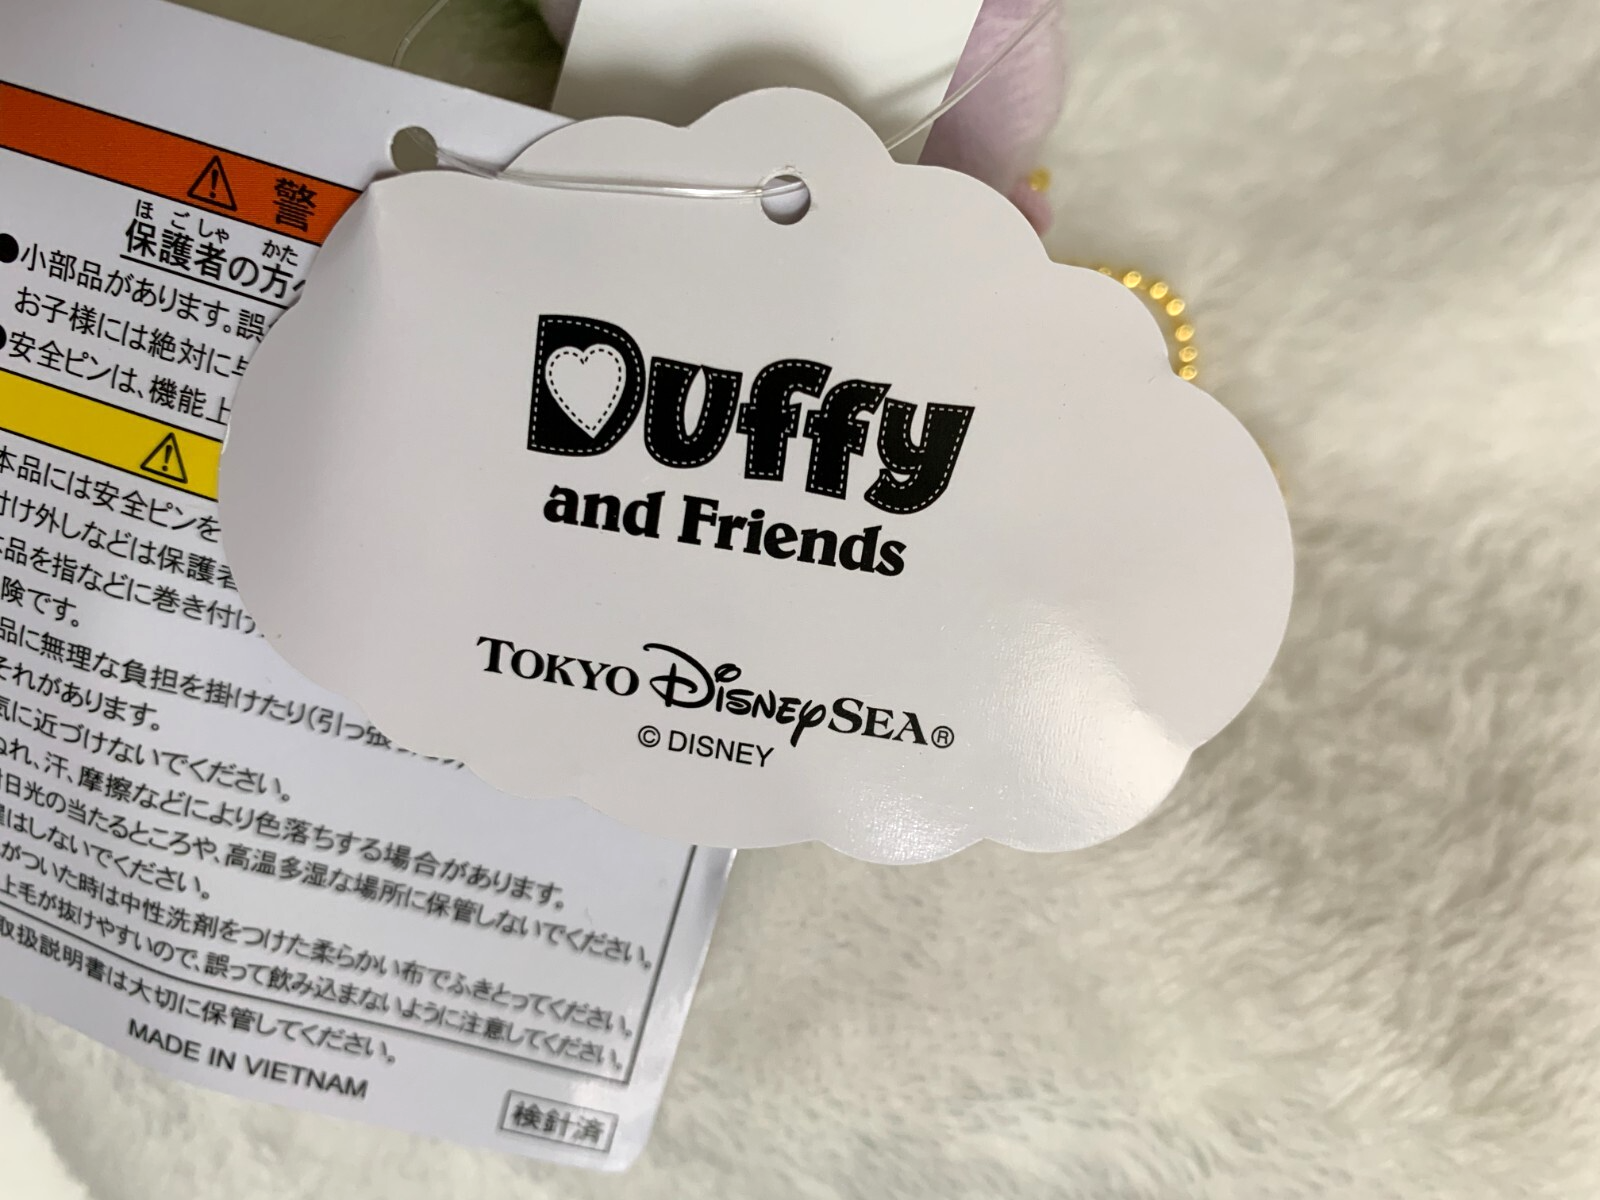 警
ほごしゃ かた
保護者の方へ
●小部品があります。誤
お子様には絶対に与
●安全ピンは、機能上
本品には安全ピンを
付け外しなどは保護者
品を指などに巻き付け
険です。
品に無理な負担を掛けたり(引っ張
それがあります。
気に近づけないでください。
ぬれ、汗、摩擦などにより色落ちする場合があります。
日光の当たるところや、高温多湿な場所に保管しないでください。
はしないでください。
がついた時は中性洗剤をつけた柔らかい布でふきとってください。
上毛が抜けやすいので、誤って飲み込まないように注意してください。
取扱説明書は大切に保管してください。
MADE IN VIETNAM
検針済
Duffy
and Friends
TOKYO DISNEYSEA®
© DISNEY